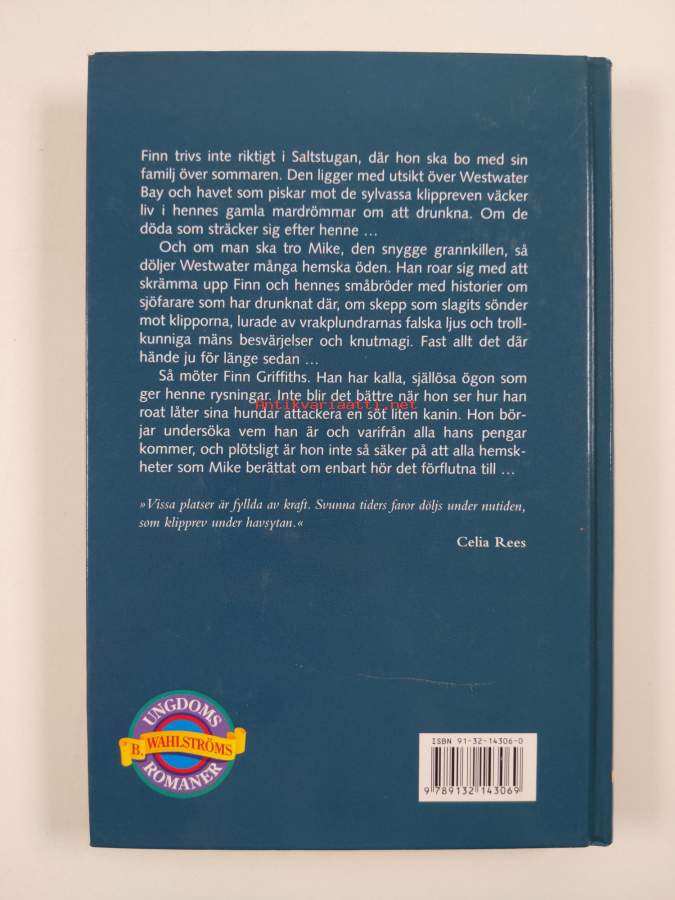 Finn trivs inte riktigt i Saltstugan, där hon ska bo med sin
familj över sommaren. Den ligger med utsikt över Westwater
Bay och havet som piskar mot de sylvassa klippreven väcker
liv i hennes gamla mardrömmar om att drunkna. Om de
döda som sträcker sig efter henne ...
Och om man ska tro Mike, den snygge grannkillen, så
döljer Westwater många hemska öden. Han roar sig med att
skrämma upp Finn och hennes småbröder med historier om
sjöfarare som har drunknat där, om skepp som slagits sönder
mot klipporna, lurade av vrakplundrarnas falska ljus och troll-
kunniga mäns besvärjelser och knutmagi. Fast allt det där
hände ju för länge sedan ...
Så möter Finn Griffiths. Han har kalla, själlösa ögon som
ger henne rysningar. Inte blir det bättre när hon ser hur han
Antikvariaatti.net
roat låter sina hundar attackera en söt liten kanin. Hon bör-
jar undersöka vem han är och varifrån alla hans pengar
kommer, och plötsligt är hon inte så säker på att alla hemsk-
heter som Mike berättat om enbart hör det förflutna till ...
»Vissa platser är fyllda av kraft. Svunna tiders faror döljs under nutiden,
som klipprev under havsytan.«
Celia Rees
UNGDOMS
B. WAHLSTRÖMS
ROMANER
ISBN 91-32-14306-0
9 789132 143069